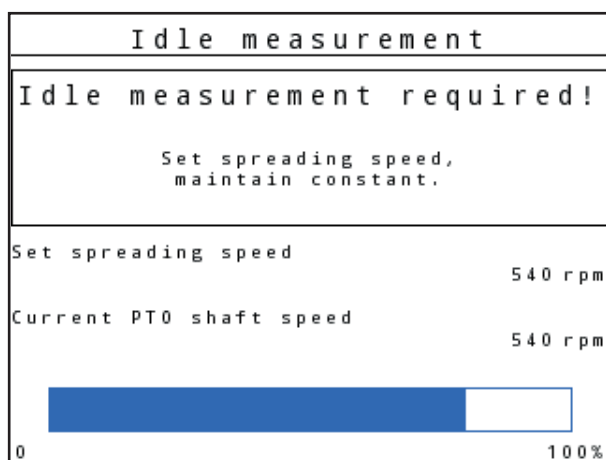 Idle measurement
Idle measurement required!
Set spreading speed,
maintain constant.
Set spreading speed
540 rpm
Current PTO shaft speed
540 rpm
0 100%